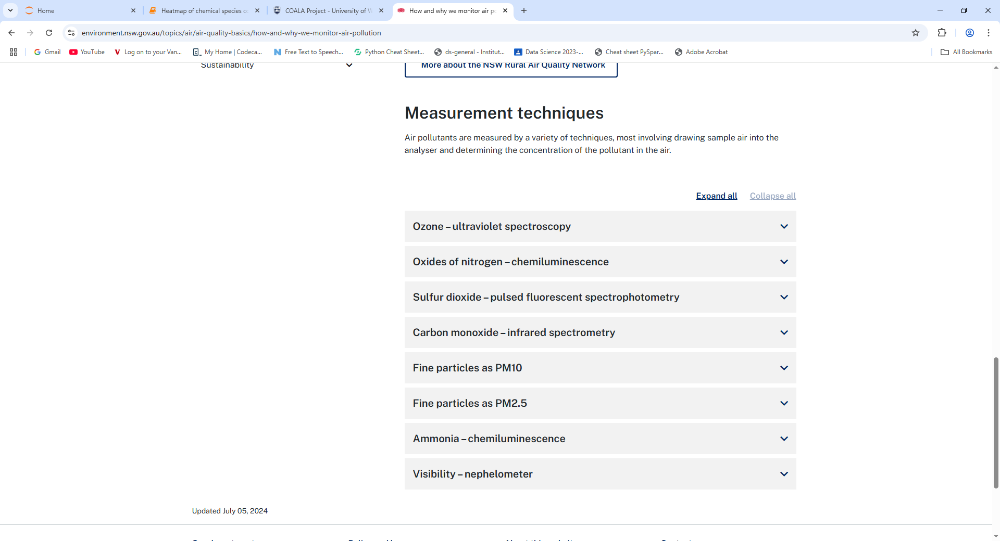 Home
Heatmap of chemical species c
COALA Project - University of W
How and why we monitor air po
environment.nsw.gov.au/topics/air/air-quality-basics/how-and-why-we-monitor-air-pollution
Gmail
YouTube
Log on to your Van...
My Home | Codeca...
Free Text to Speech...
Python Cheat Sheet...
ds-general - Institut...
Data Science 2023-...
Cheat sheet PySpar...
Adobe Acrobat
All Bookmarks
Sustainability
More about the NSW Rural Air Quality Network
Measurement techniques
Air pollutants are measured by a variety of techniques, most involving drawing sample air into the
analyser and determining the concentration of the pollutant in the air.
Expand all
Collapse all
Ozone – ultraviolet spectroscopy
Oxides of nitrogen – chemiluminescence
Sulfur dioxide – pulsed fluorescent spectrophotometry
Carbon monoxide – infrared spectrometry
Fine particles as PM10
Fine particles as PM2.5
Ammonia – chemiluminescence
Visibility – nephelometer
Updated July 05, 2024